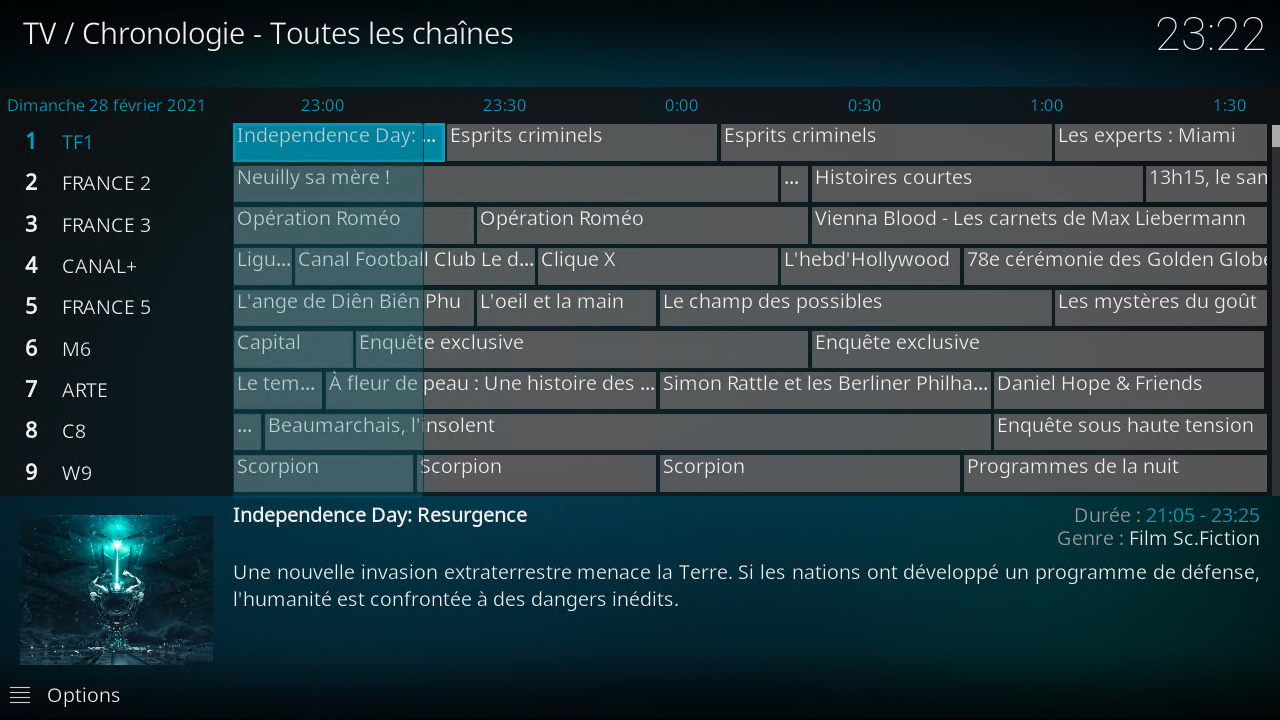 TV / Chronologie - Toutes les chaînes
23:22
Dimanche 28 février 2021 23:00 23:30 0:00 0:30 1:00 1:30
1 TF1 Independence Day: ... Esprits criminels Esprits criminels Les experts : Miami
2 FRANCE 2 Neuilly sa mère ! ... Histoires courtes 13h15, le sam
3 FRANCE 3 Opération Roméo Opération Roméo Vienna Blood - Les carnets de Max Liebermann
4 CANAL+ Ligu... Canal Football Club Le d... Clique X L'hebd'Hollywood 78e cérémonie des Golden Globe
5 FRANCE 5 L'ange de Diên Biên Phu L'oeil et la main Le champ des possibles Les mystères du goût
6 M6 Capital Enquête exclusive Enquête exclusive
7 ARTE Le tem... À fleur de peau : Une histoire des ... Simon Rattle et les Berliner Philha... Daniel Hope & Friends
8 C8 ... Beaumarchais, l'insolent Enquête sous haute tension
9 W9 Scorpion Scorpion Scorpion Programmes de la nuit
Independence Day: Resurgence
Durée : 21:05 - 23:25
Genre : Film Sc.Fiction
Une nouvelle invasion extraterrestre menace la Terre. Si les nations ont développé un programme de défense,
l'humanité est confrontée à des dangers inédits.
Options